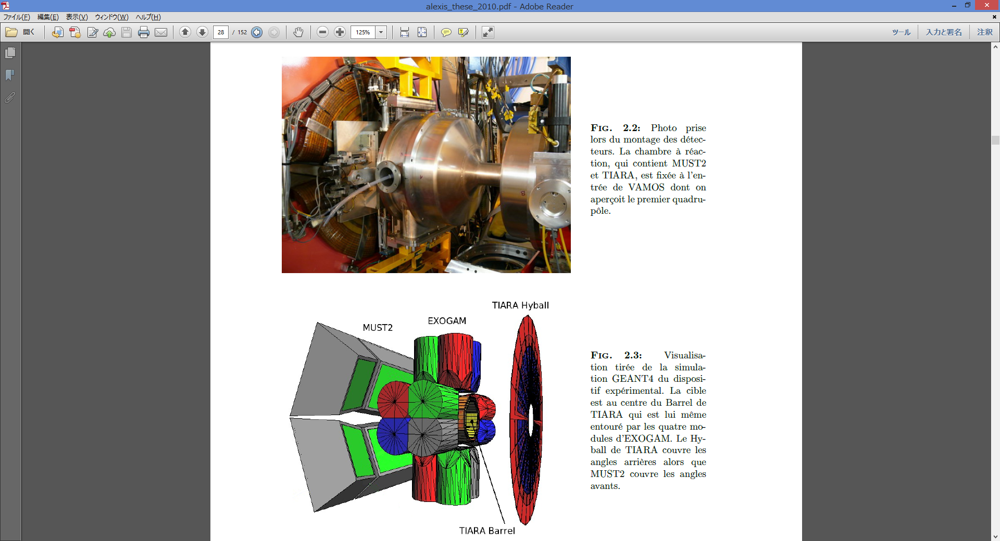 alexis_these_2010.pdf - Adobe Reader
ファイル(F) 編集(E) 表示(V) ウィンドウ(W) ヘルプ(H)
開く 28 / 152 125% ツール 入力と署名 注釈
FIG. 2.2: Photo prise
lors du montage des détec-
teurs. La chambre à réac-
tion, qui contient MUST2
et TIARA, est fixée à l'en-
trée de VAMOS dont on
aperçoit le premier quadru-
pôle.
TIARA Hyball
EXOGAM
MUST2
TIARA Barrel
FIG. 2.3: Visualisa-
tion tirée de la simula-
tion GEANT4 du disposi-
tif expérimental. La cible
est au centre du Barrel de
TIARA qui est lui même
entouré par les quatre mo-
dules d'EXOGAM. Le Hy-
ball de TIARA couvre les
angles arrières alors que
MUST2 couvre les angles
avants.